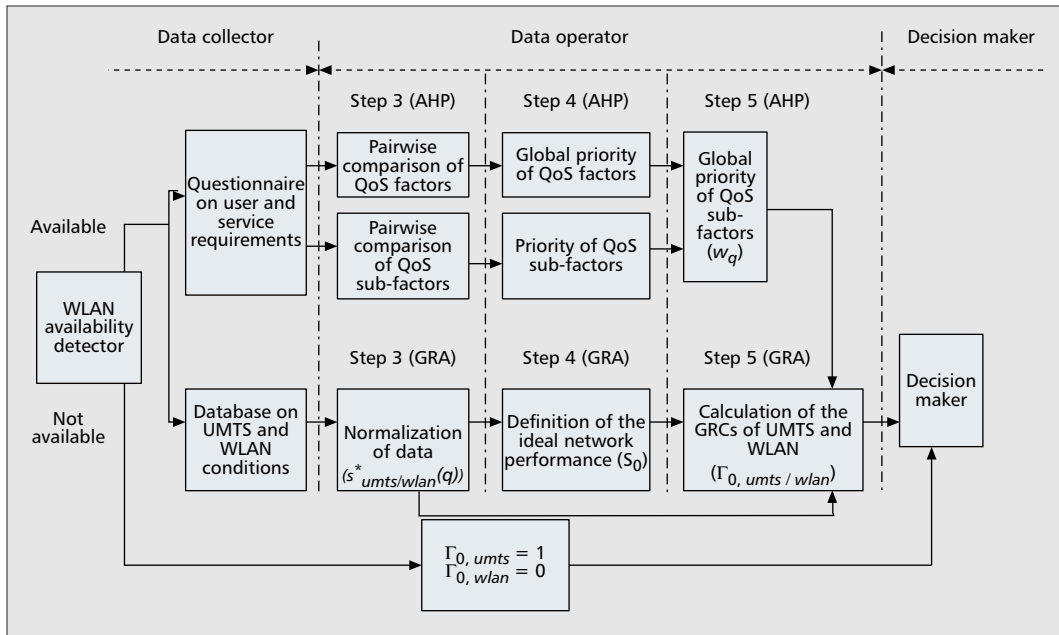 Data collector
Data operator
Decision maker
Step 3 (AHP)
Step 4 (AHP)
Step 5 (AHP)
Pairwise
comparison of
QoS factors
Global priority
of QoS factors
Global
priority
of QoS
sub-
factors
(w_q)
Questionnaire
on user and
service
requirements
Available
Pairwise
comparison
of QoS
sub-factors
Priority of QoS
sub-factors
WLAN
availability
detector
Step 3 (GRA)
Step 4 (GRA)
Step 5 (GRA)
Decision
maker
Not
available
Database on
UMTS and
WLAN
conditions
Normalization
of data
(s*umts/wlan(q))
Definition of the
ideal network
performance (S0)
Calculation of the
GRCs of UMTS and
WLAN
(Γ0, umts / wlan)
Γ0, umts = 1
Γ0, wlan = 0